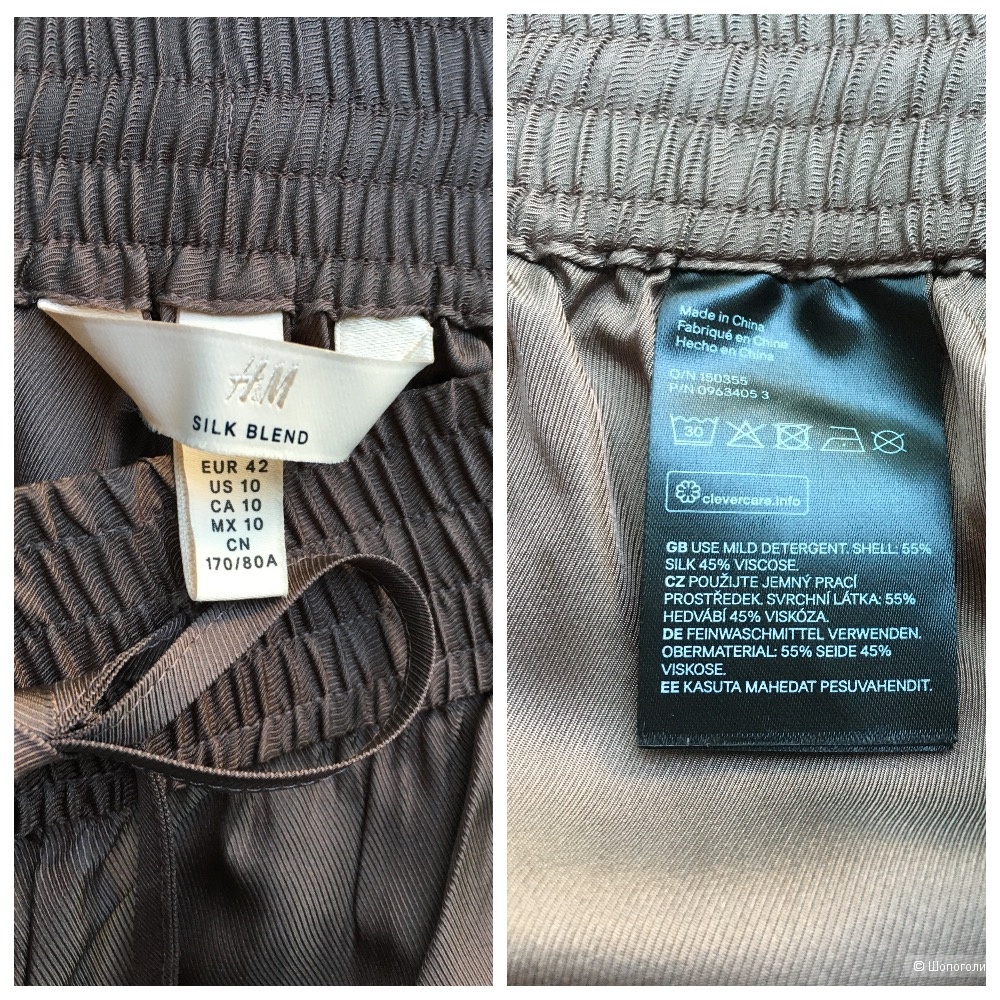 H&M
SILK BLEND
EUR 42
US 10
CA 10
MX 10
CN
170/80A
Made in China
Fabriqué en China
Hecho en China
O/N 150355
P/N 0963405 3
30
clevercare.info
GB USE MILD DETERGENT. SHELL: 55%
SILK 45% VISCOSE.
CZ POUŽIJTE JEMNÝ PRACÍ
PROSTŘEDEK. SVRCHNÍ LÁTKA: 55%
HEDVÁBÍ 45% VISKÓZA.
DE FEINWASCHMITTEL VERWENDEN.
OBERMATERIAL: 55% SEIDE 45%
VISKOSE.
EE KASUTA MAHEDAT PESUVAHENDIT.
© Шопоголи